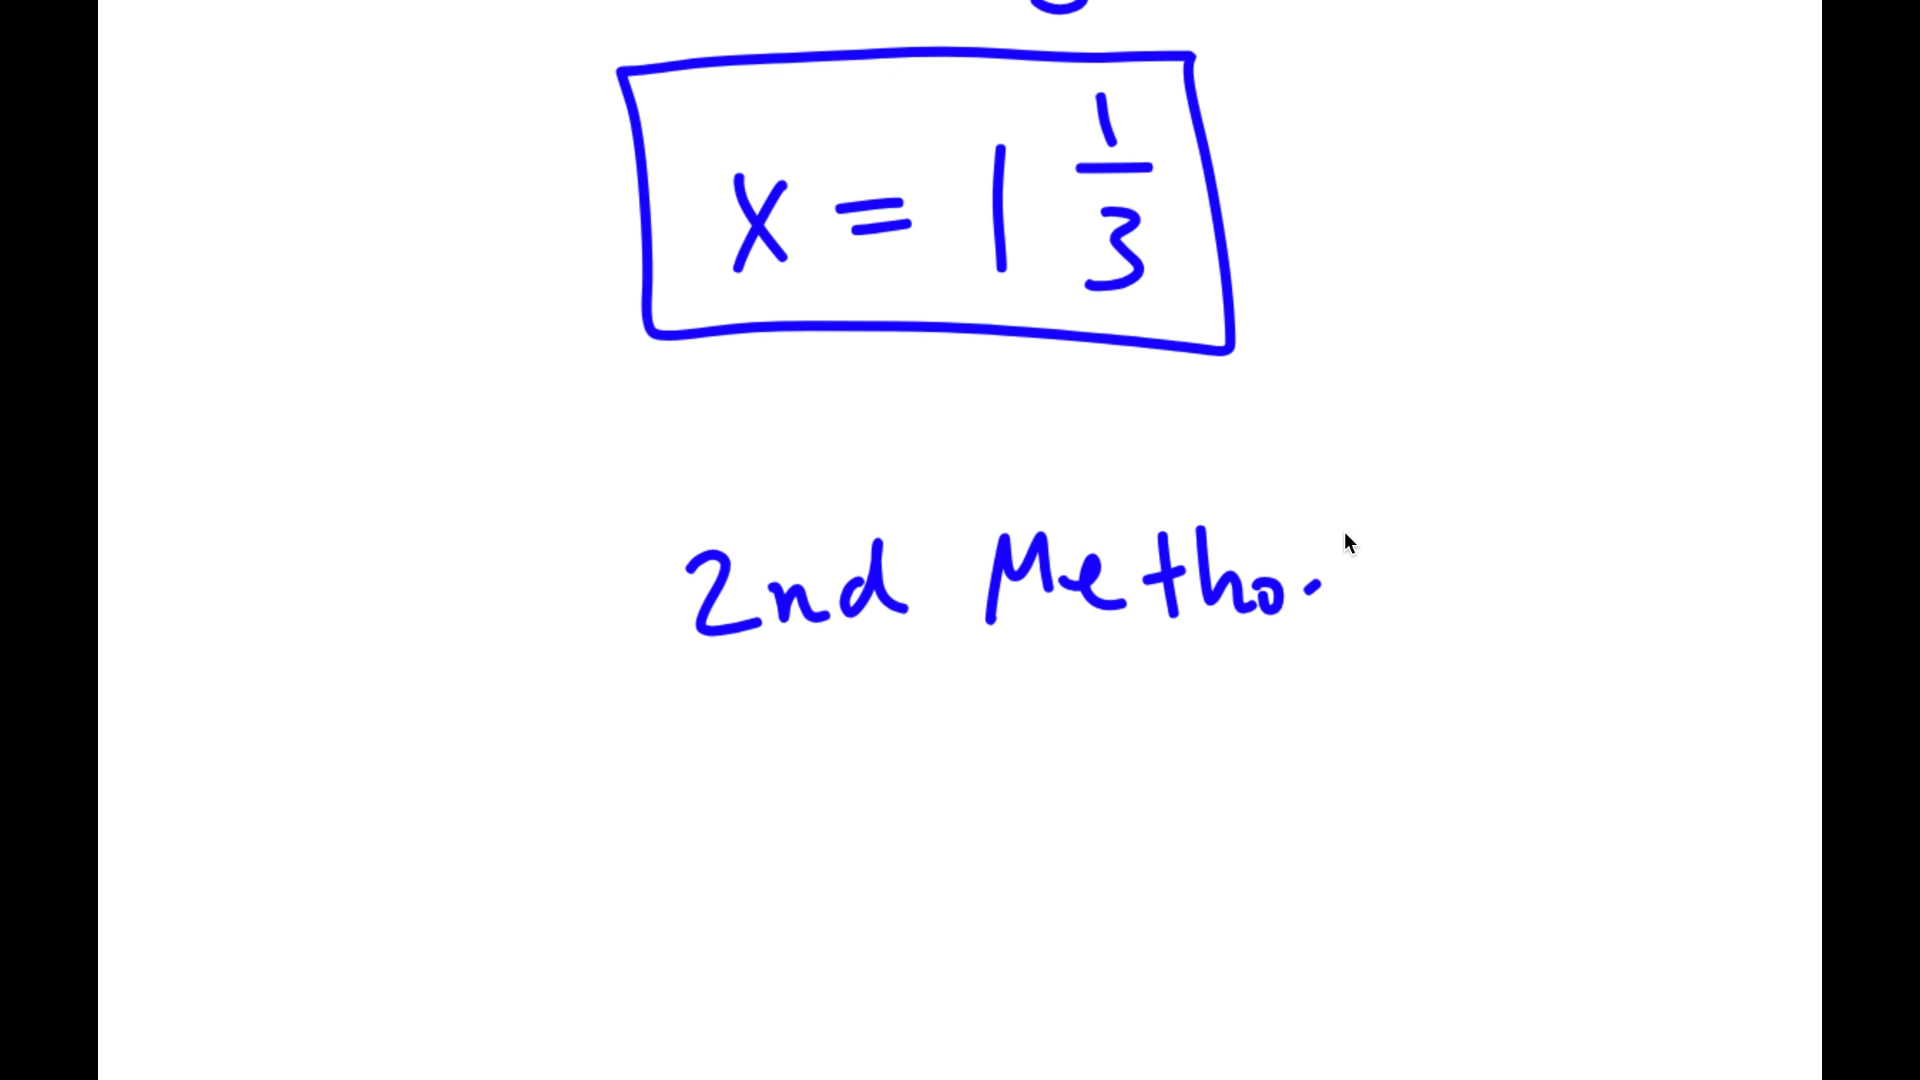 x = 1 1/3
2nd Metho.